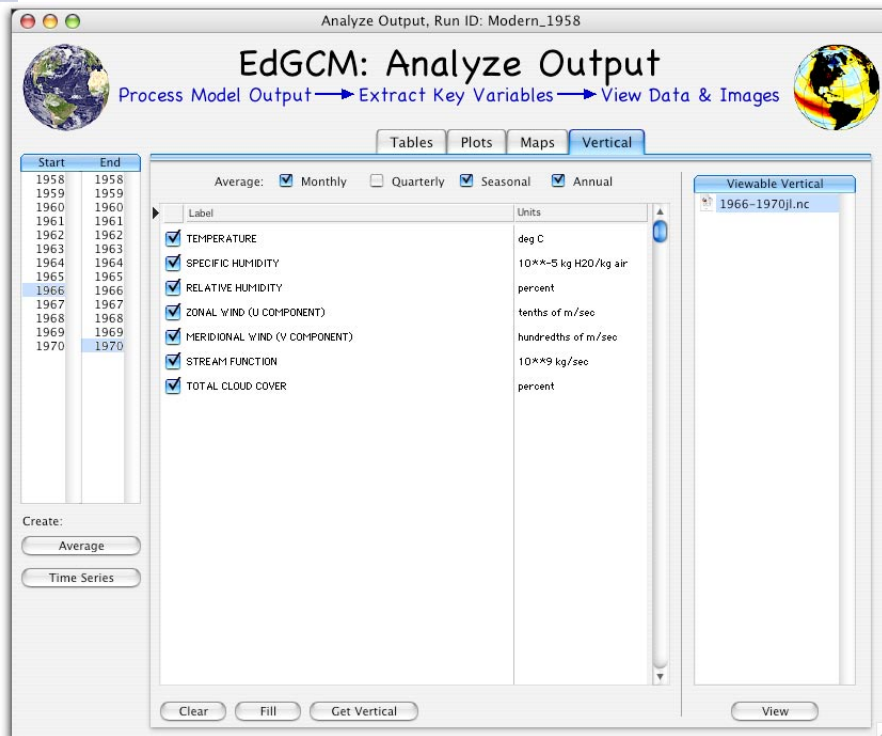 Analyze Output, Run ID: Modern_1958
EdGCM: Analyze Output
Process Model Output Extract Key Variables View Data & Images
Tables Plots Maps Vertical
Start End
1958 1958
1959 1959
1960 1960
1961 1961
1962 1962
1963 1963
1964 1964
1965 1965
1966 1966
1967 1967
1968 1968
1969 1969
1970 1970
Create:
Average
Time Series
Average: Monthly Quarterly Seasonal Annual
Label Units
TEMPERATURE deg C
SPECIFIC HUMIDITY 10**-5 kg H2O/kg air
RELATIVE HUMIDITY percent
ZONAL WIND (U COMPONENT) tenths of m/sec
MERIDIONAL WIND (V COMPONENT) hundredths of m/sec
STREAM FUNCTION 10**9 kg/sec
TOTAL CLOUD COVER percent
Clear Fill Get Vertical
Viewable Vertical
1966-1970jl.nc
View